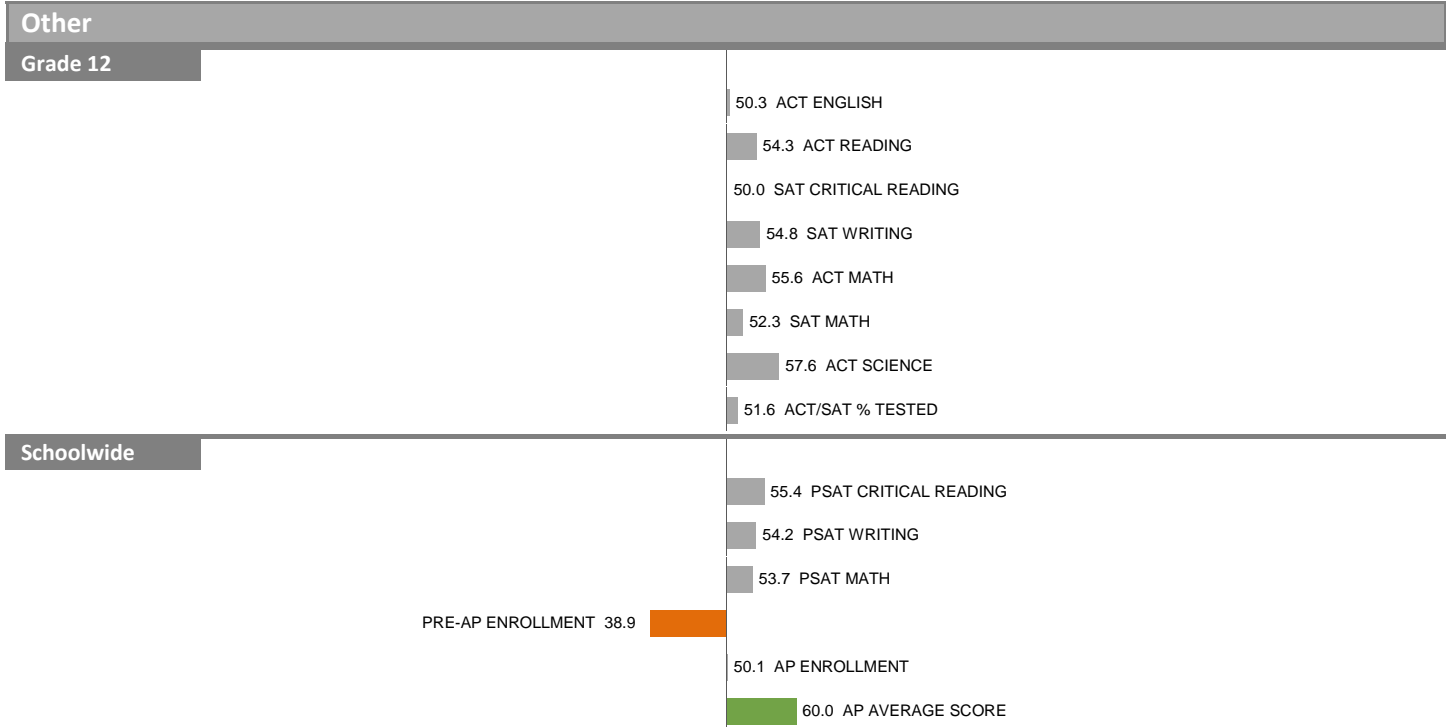 Other
Grade 12
50.3 ACT ENGLISH
54.3 ACT READING
50.0 SAT CRITICAL READING
54.8 SAT WRITING
55.6 ACT MATH
52.3 SAT MATH
57.6 ACT SCIENCE
51.6 ACT/SAT % TESTED
Schoolwide
55.4 PSAT CRITICAL READING
54.2 PSAT WRITING
53.7 PSAT MATH
PRE-AP ENROLLMENT 38.9
50.1 AP ENROLLMENT
60.0 AP AVERAGE SCORE